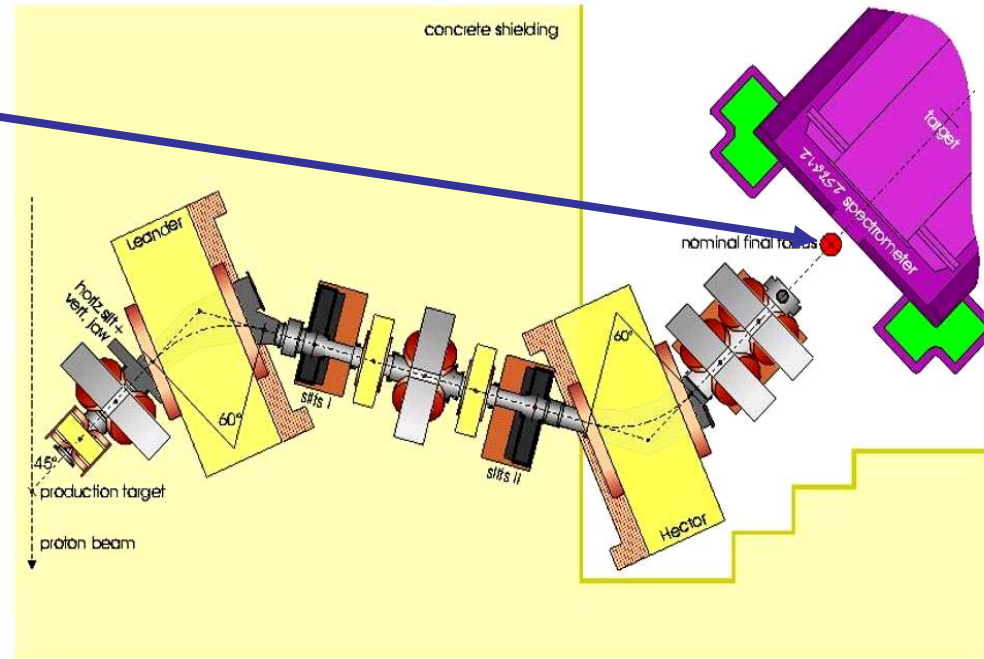 concrete shielding
target
spectrometer
nominal final focus
Leander
horiz slit +
vert. jaw
60°
60°
slits I
slits II
45°
production target
Hector
proton beam